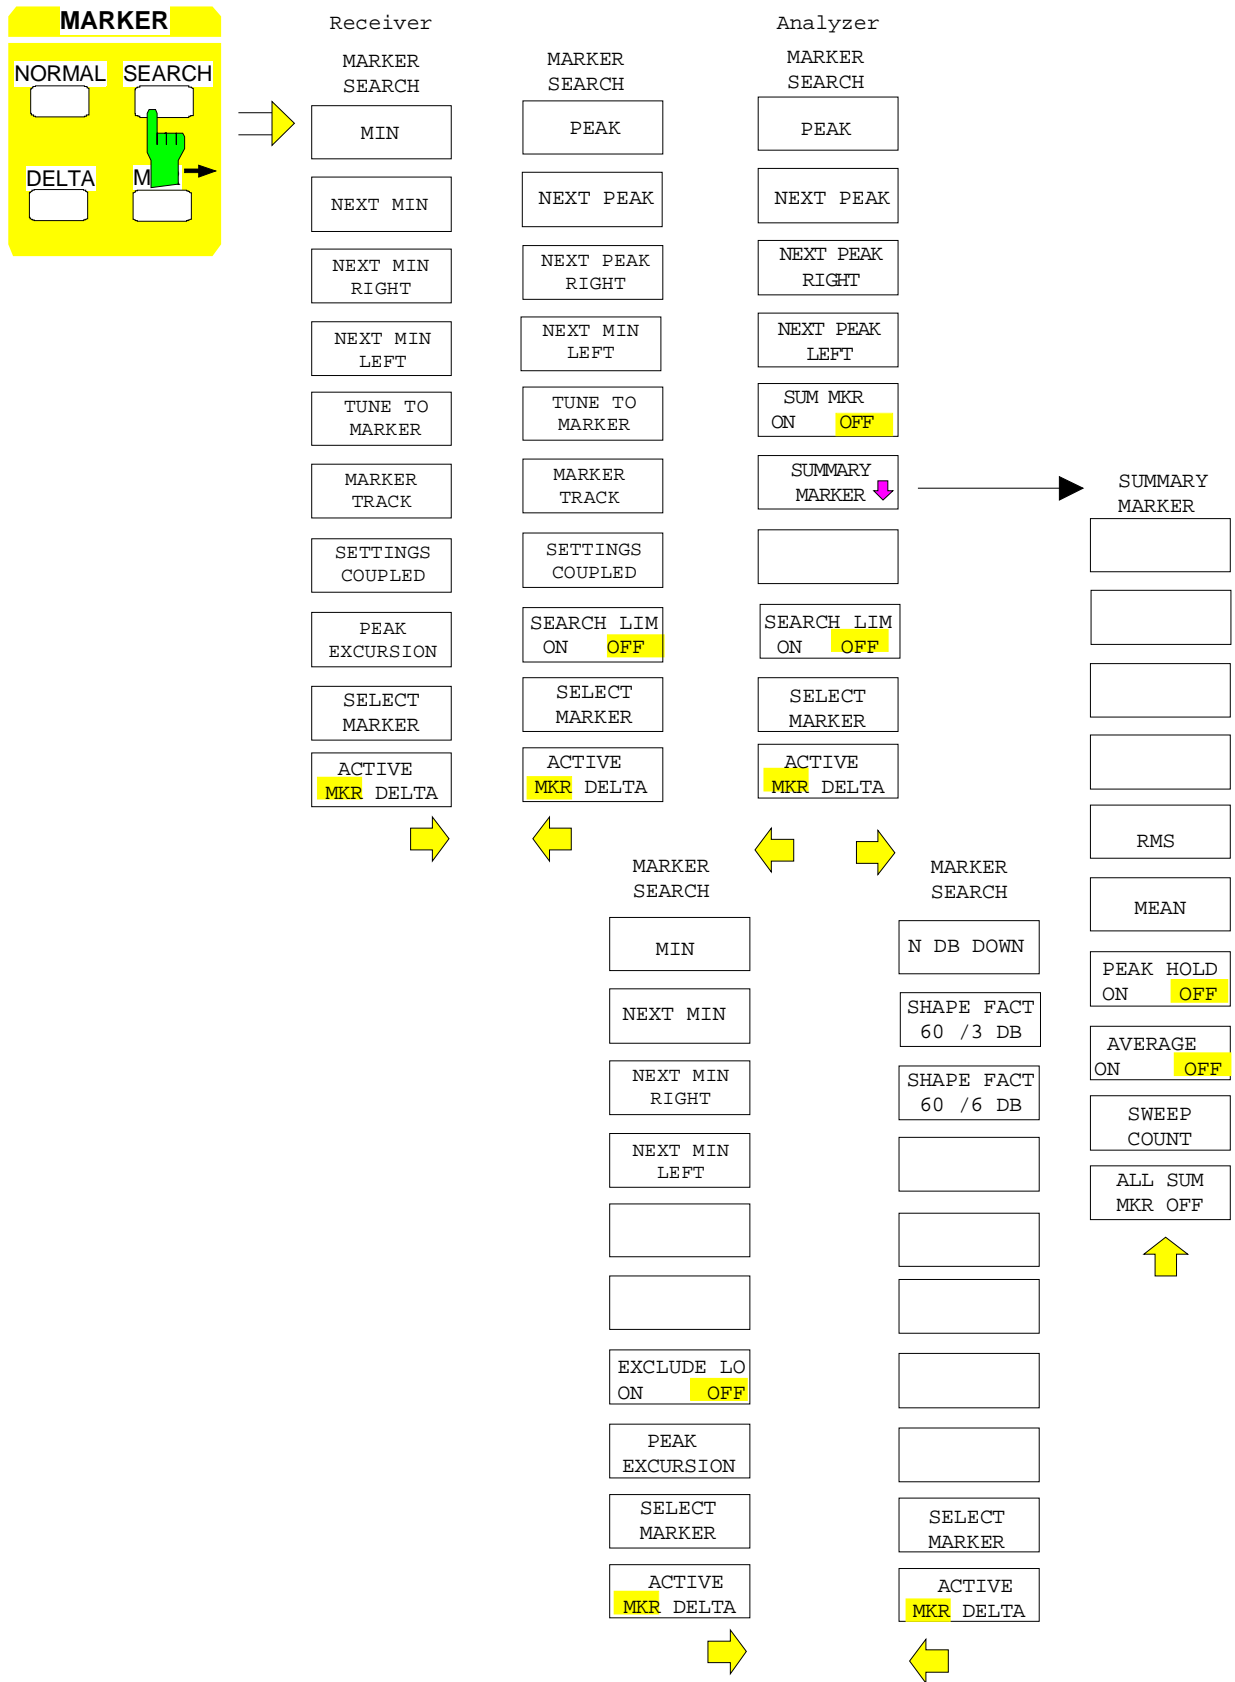 MARKER
NORMAL
SEARCH
DELTA
Receiver
MARKER
SEARCH
MIN
NEXT MIN
NEXT MIN
RIGHT
NEXT MIN
LEFT
TUNE TO
MARKER
MARKER
TRACK
SETTINGS
COUPLED
PEAK
EXCURSION
SELECT
MARKER
ACTIVE
MKR DELTA
MARKER
SEARCH
PEAK
NEXT PEAK
NEXT PEAK
RIGHT
NEXT MIN
LEFT
TUNE TO
MARKER
MARKER
TRACK
SETTINGS
COUPLED
SEARCH LIM
ON OFF
SELECT
MARKER
ACTIVE
MKR DELTA
Analyzer
MARKER
SEARCH
PEAK
NEXT PEAK
NEXT PEAK
RIGHT
NEXT PEAK
LEFT
SUM MKR
ON OFF
SUMMARY
MARKER
SEARCH LIM
ON OFF
SELECT
MARKER
ACTIVE
MKR DELTA
MARKER
SEARCH
MIN
NEXT MIN
NEXT MIN
RIGHT
NEXT MIN
LEFT
EXCLUDE LO
ON OFF
PEAK
EXCURSION
SELECT
MARKER
ACTIVE
MKR DELTA
MARKER
SEARCH
N DB DOWN
SHAPE FACT
60 /3 DB
SHAPE FACT
60 /6 DB
SELECT
MARKER
ACTIVE
MKR DELTA
SUMMARY
MARKER
RMS
MEAN
PEAK HOLD
ON OFF
AVERAGE
ON OFF
SWEEP
COUNT
ALL SUM
MKR OFF